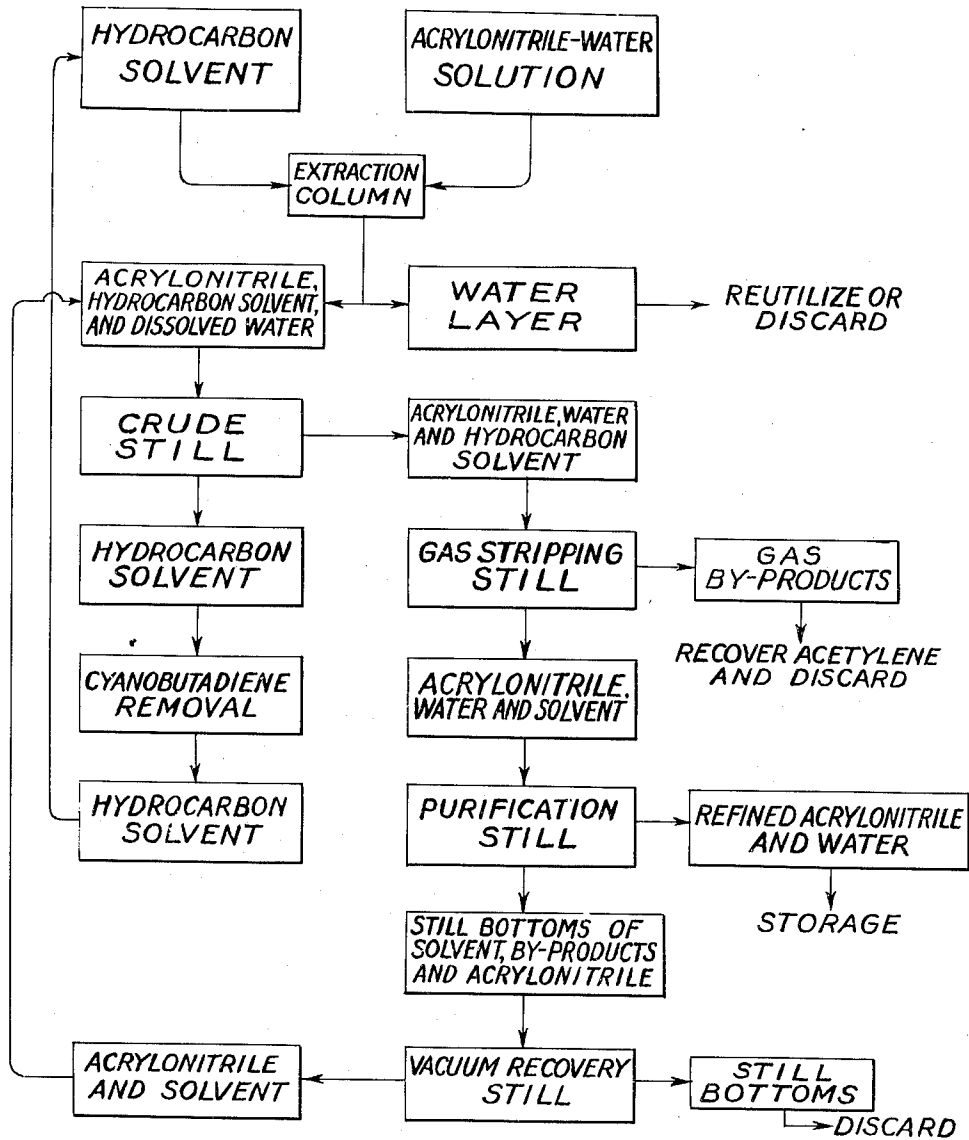 HYDROCARBON
SOLVENT
ACRYLONITRILE-WATER
SOLUTION
EXTRACTION
COLUMN
ACRYLONITRILE,
HYDROCARBON SOLVENT,
AND DISSOLVED WATER
WATER
LAYER
REUTILIZE OR
DISCARD
CRUDE
STILL
ACRYLONITRILE, WATER
AND HYDROCARBON
SOLVENT
HYDROCARBON
SOLVENT
GAS STRIPPING
STILL
GAS
BY-PRODUCTS
RECOVER ACETYLENE
AND DISCARD
CYANOBUTADIENE
REMOVAL
ACRYLONITRILE,
WATER AND SOLVENT
HYDROCARBON
SOLVENT
PURIFICATION
STILL
REFINED ACRYLONITRILE
AND WATER
STORAGE
STILL BOTTOMS OF
SOLVENT, BY-PRODUCTS
AND ACRYLONITRILE
ACRYLONITRILE
AND SOLVENT
VACUUM RECOVERY
STILL
STILL
BOTTOMS
DISCARD